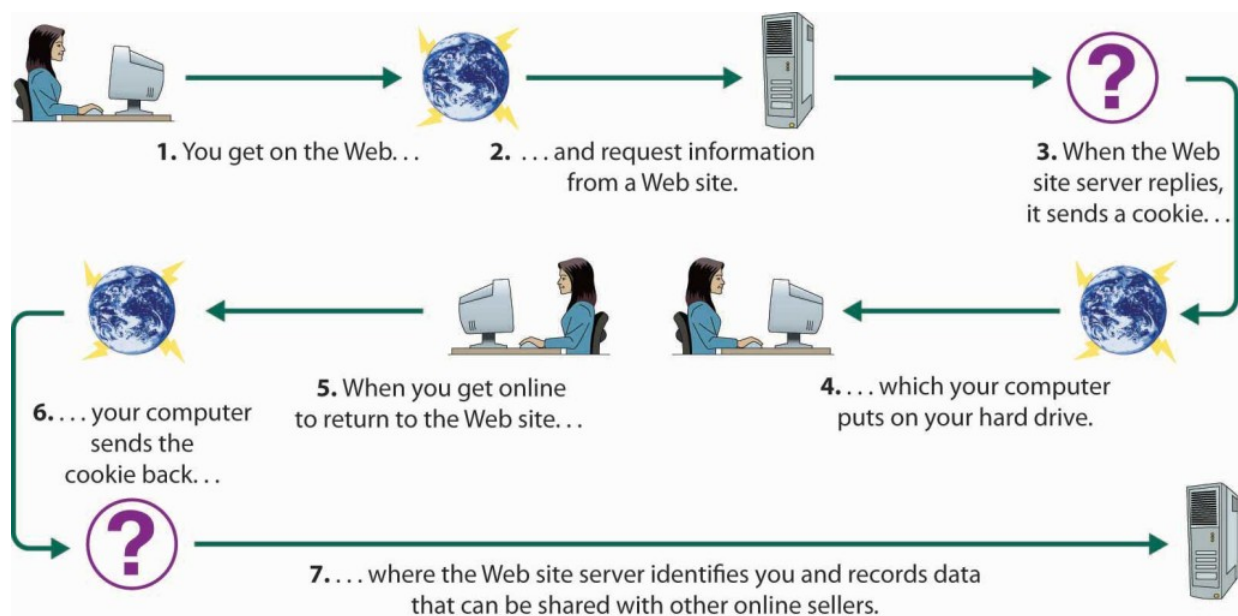 1. You get on the Web. . .
2. . . . and request information
from a Web site.
3. When the Web
site server replies,
it sends a cookie. . .
4. . . . which your computer
puts on your hard drive.
5. When you get online
to return to the Web site. . .
6. . . . your computer
sends the
cookie back. . .
7. . . . where the Web site server identifies you and records data
that can be shared with other online sellers.
?
?